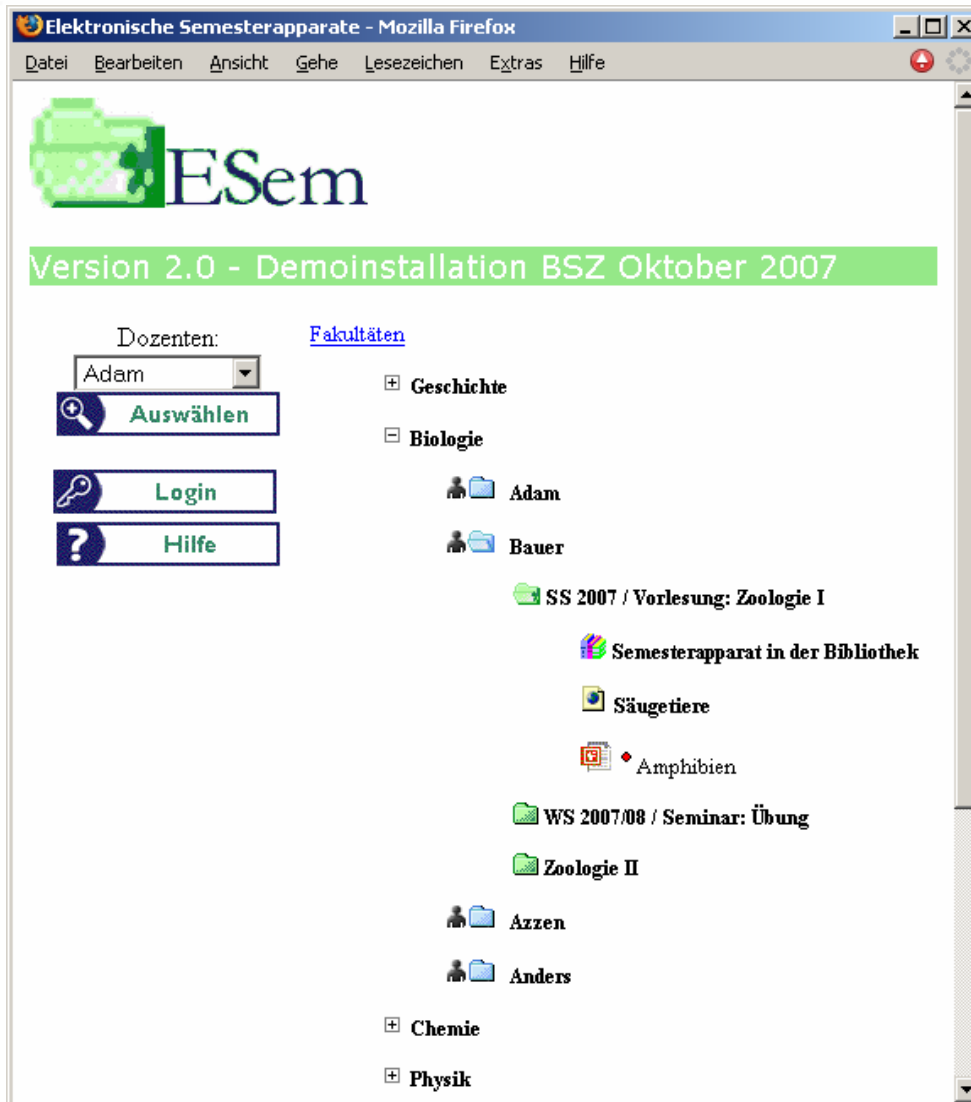 Elektronische Semesterapparate - Mozilla Firefox
Datei Bearbeiten Ansicht Gehe Lesezeichen Extras Hilfe
ESem
Version 2.0 - Demoinstallation BSZ Oktober 2007
Dozenten:
Adam
Auswählen
Login
Hilfe
Fakultäten
Geschichte
Biologie
Adam
Bauer
SS 2007 / Vorlesung: Zoologie I
Semesterapparat in der Bibliothek
Säugetiere
Amphibien
WS 2007/08 / Seminar: Übung
Zoologie II
Azzen
Anders
Chemie
Physik